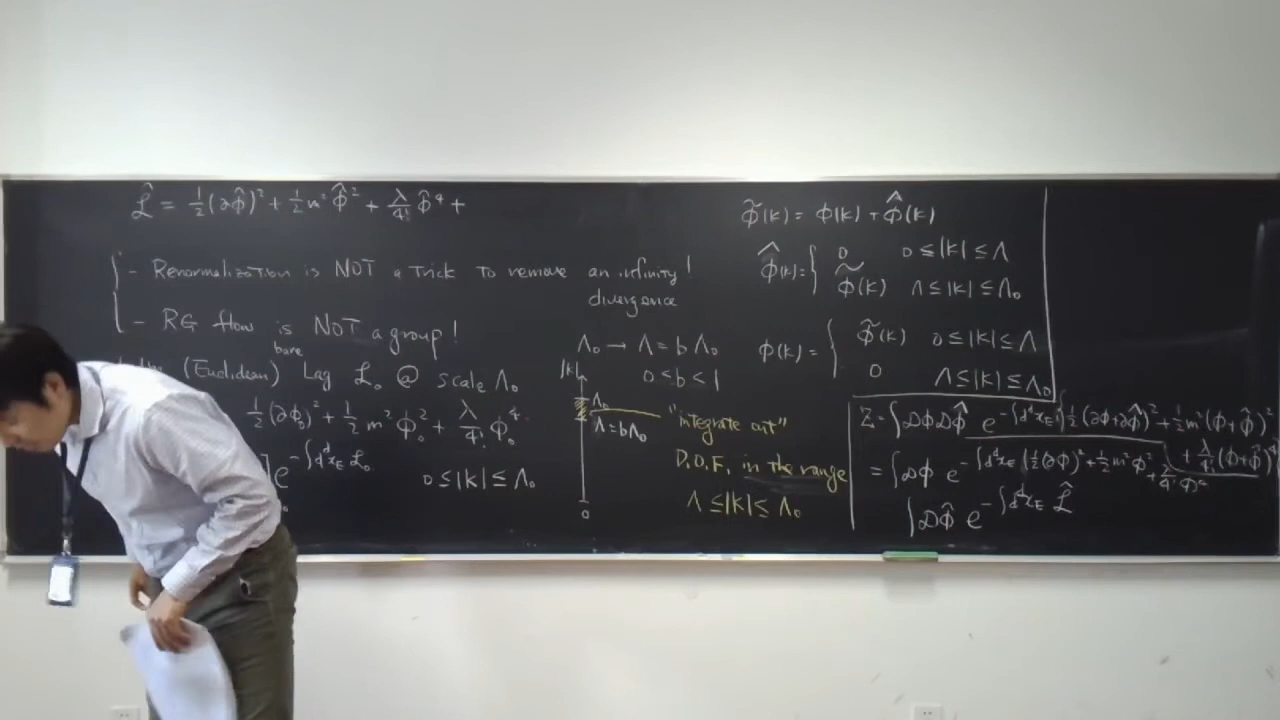 L̂ = ½(∂φ̂)² + ½m²φ̂² + λ/4! φ̂⁴ +
- Renormalization is NOT a trick to remove an infinity!
divergence
- RG flow is NOT a group!
bare
(Euclidean) Lag L₀ @ scale Λ₀
½(∂φ₀)² + ½m²φ₀² + λ/4! φ₀⁴
e^{-∫d^dx_E L₀}
0 ≤ |k| ≤ Λ₀
Λ₀ → Λ = bΛ₀
0 < b < 1
|k|
Λ₀
Λ = bΛ₀
0
"integrate out"
D.O.F. in the range
Λ ≤ |k| ≤ Λ₀
φ̃(k) = φ(k) + φ̂(k)
φ̂(k) = { 0 0 ≤ |k| ≤ Λ
φ̃(k) Λ ≤ |k| ≤ Λ₀
φ(k) = { φ̃(k) 0 ≤ |k| ≤ Λ
0 Λ ≤ |k| ≤ Λ₀
Z = ∫DφDφ̂ e^{-∫d^dx_E (½(∂φ+∂φ̂)² + ½m²(φ+φ̂)²
+ λ/4!(φ+φ̂)⁴
= ∫Dφ e^{-∫d^dx_E (½(∂φ)² + ½m²φ² + λ/4! φ⁴
∫Dφ̂ e^{-∫d^dx_E L̂}